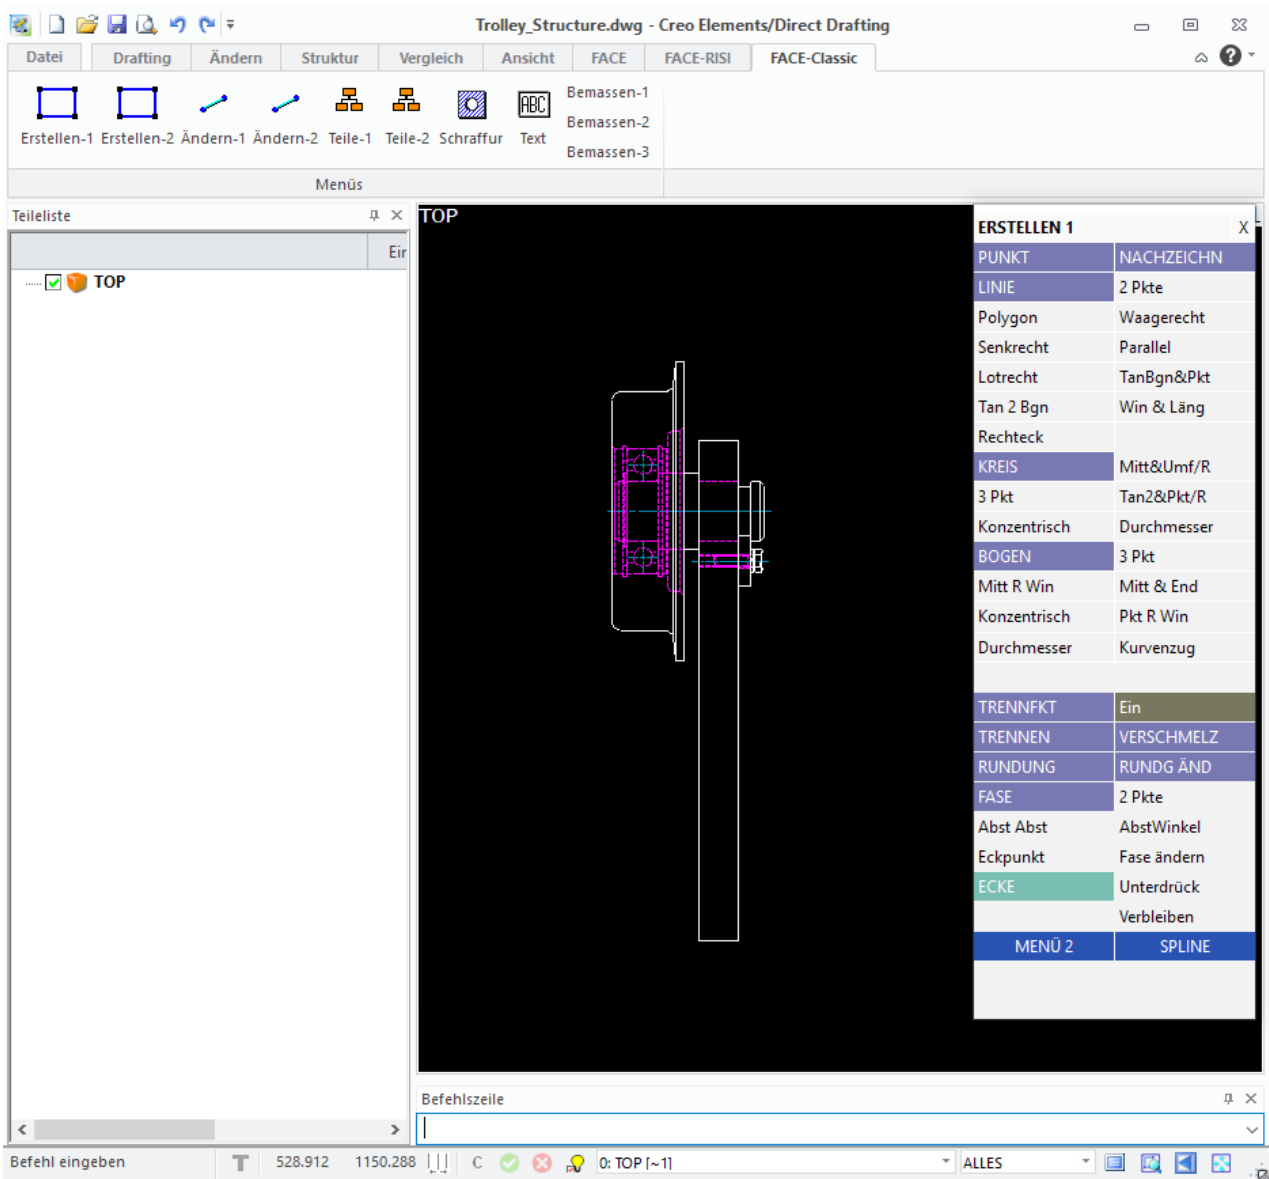 Trolley_Structure.dwg - Creo Elements/Direct Drafting
Datei Drafting Ändern Struktur Vergleich Ansicht FACE FACE-RISI FACE-Classic
Erstellen-1 Erstellen-2 Ändern-1 Ändern-2 Teile-1 Teile-2 Schraffur ABC Text
Bemassen-1
Bemassen-2
Bemassen-3
Menüs
Teileliste
Ein
TOP
TOP
ERSTELLEN 1 X
PUNKT NACHZEICHN
LINIE 2 Pkte
Polygon Waagerecht
Senkrecht Parallel
Lotrecht TanBgn&Pkt
Tan 2 Bgn Win & Läng
Rechteck
KREIS Mitt&Umf/R
3 Pkt Tan2&Pkt/R
Konzentrisch Durchmesser
BOGEN 3 Pkt
Mitt R Win Mitt & End
Konzentrisch Pkt R Win
Durchmesser Kurvenzug
TRENNFKT Ein
TRENNEN VERSCHMELZ
RUNDUNG RUNDG ÄND
FASE 2 Pkte
Abst Abst AbstWinkel
Eckpunkt Fase ändern
ECKE Unterdrück
Verbleiben
MENÜ 2 SPLINE
Befehlszeile
Befehl eingeben T 528.912 1150.288 C 0: TOP [~1] ALLES